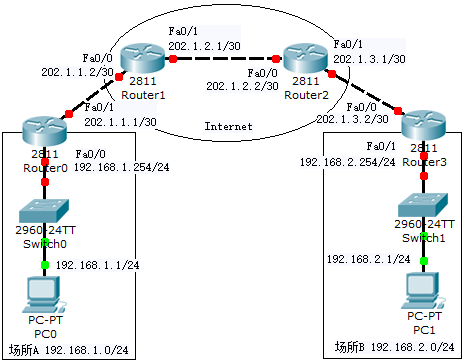 Fa0/1
202.1.2.1/30
Fa0/1
202.1.3.1/30
Fa0/0
202.1.1.2/30
2811
Router1
Fa0/0
202.1.2.2/30
2811
Router2
Fa0/1
202.1.1.1/30
Internet
Fa0/0
202.1.3.2/30
2811
Router0
Fa0/0
192.168.1.254/24
Fa0/1
192.168.2.254/24
2811
Router3
2960-24TT
Switch0
2960-24TT
Switch1
192.168.1.1/24
192.168.2.1/24
PC-PT
PC0
PC-PT
PC1
场所A 192.168.1.0/24
场所B 192.168.2.0/24